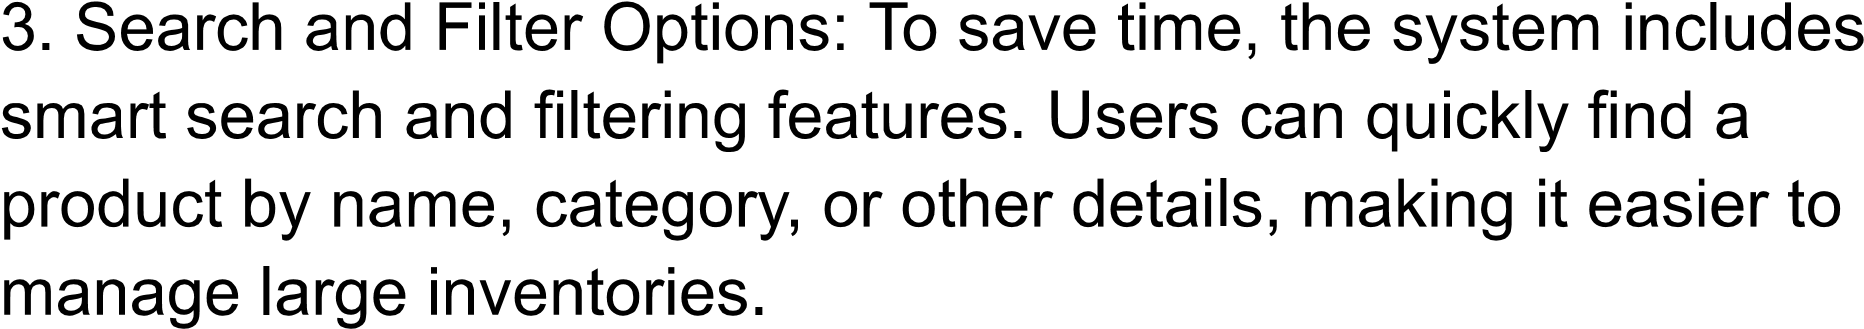 3. Search and Filter Options: To save time, the system includes
smart search and filtering features. Users can quickly find a
product by name, category, or other details, making it easier to
manage large inventories.